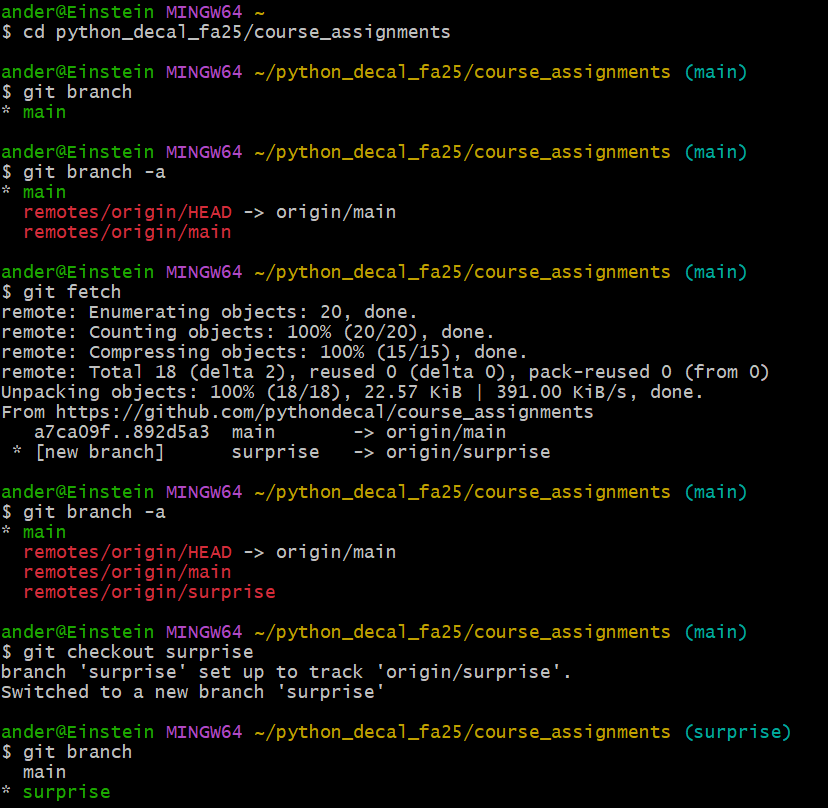 ander@Einstein MINGW64 ~
$ cd python_decal_fa25/course_assignments
ander@Einstein MINGW64 ~/python_decal_fa25/course_assignments (main)
$ git branch
* main
ander@Einstein MINGW64 ~/python_decal_fa25/course_assignments (main)
$ git branch -a
* main
  remotes/origin/HEAD -> origin/main
  remotes/origin/main
ander@Einstein MINGW64 ~/python_decal_fa25/course_assignments (main)
$ git fetch
remote: Enumerating objects: 20, done.
remote: Counting objects: 100% (20/20), done.
remote: Compressing objects: 100% (15/15), done.
remote: Total 18 (delta 2), reused 0 (delta 0), pack-reused 0 (from 0)
Unpacking objects: 100% (18/18), 22.57 KiB | 391.00 KiB/s, done.
From https://github.com/pythondecal/course_assignments
   a7ca09f..892d5a3  main       -> origin/main
 * [new branch]      surprise   -> origin/surprise
ander@Einstein MINGW64 ~/python_decal_fa25/course_assignments (main)
$ git branch -a
* main
  remotes/origin/HEAD -> origin/main
  remotes/origin/main
  remotes/origin/surprise
ander@Einstein MINGW64 ~/python_decal_fa25/course_assignments (main)
$ git checkout surprise
branch 'surprise' set up to track 'origin/surprise'.
Switched to a new branch 'surprise'
ander@Einstein MINGW64 ~/python_decal_fa25/course_assignments (surprise)
$ git branch
  main
* surprise